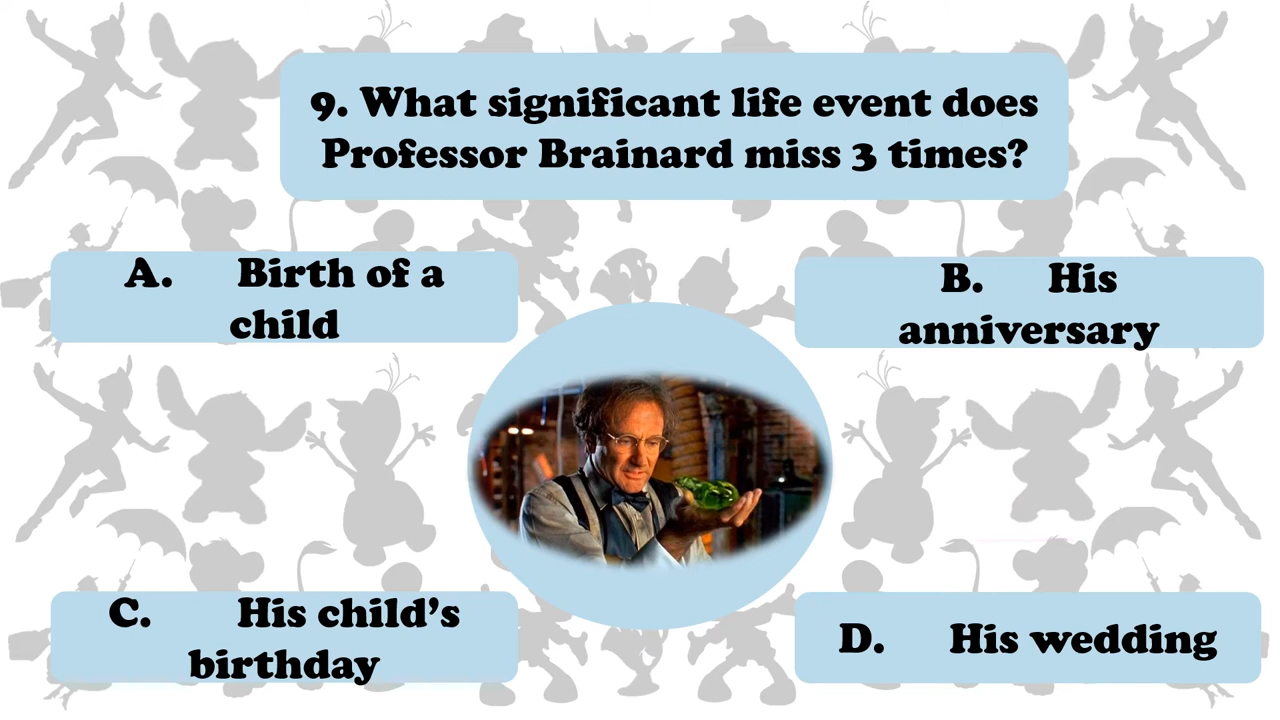 9. What significant life event does
Professor Brainard miss 3 times?
A. Birth of a
child
B. His
anniversary
C. His child’s
birthday
D. His wedding